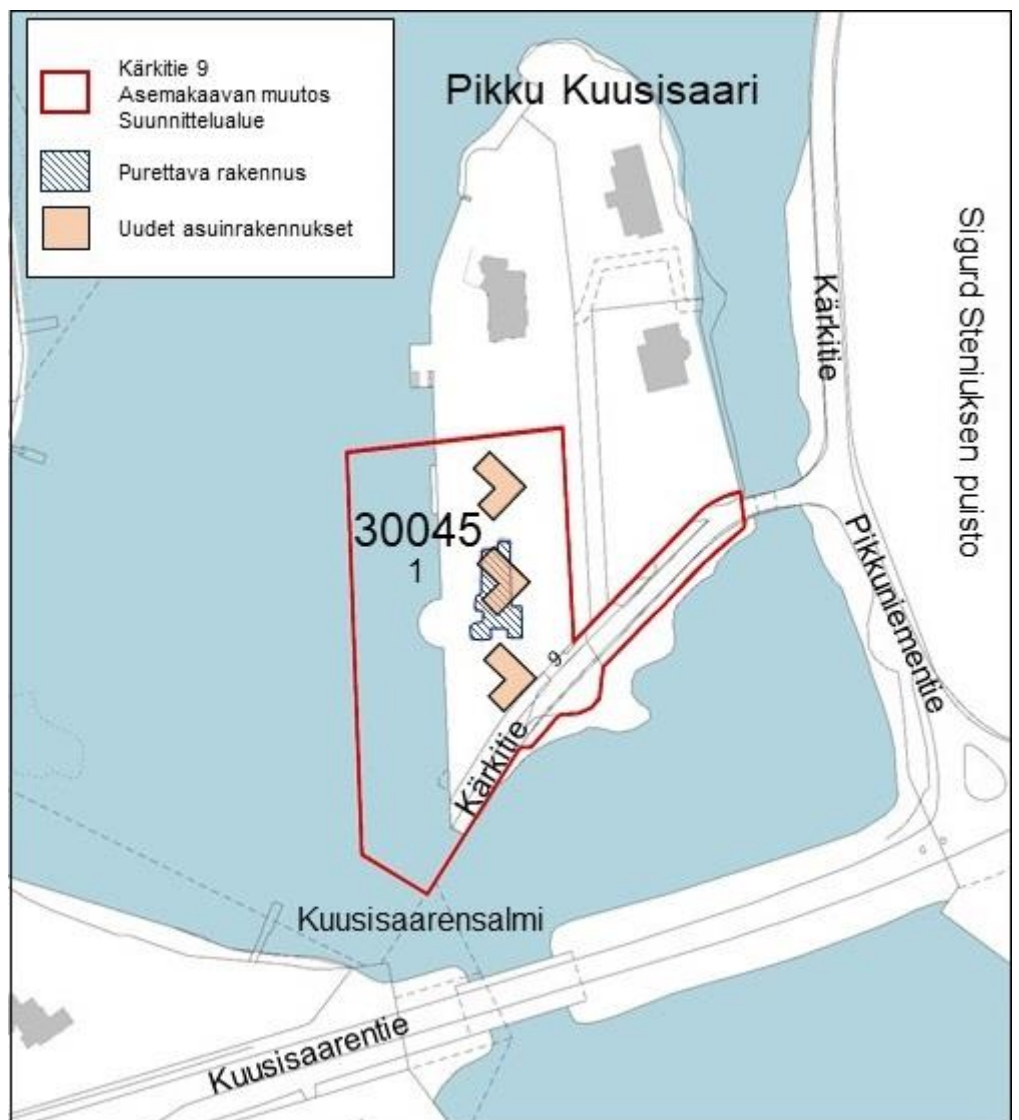 Kärkitie 9
Asemakaavan muutos
Suunnittelualue
Purettava rakennus
Uudet asuinrakennukset
Pikku Kuusisaari
Sigurd Steniuksen puisto
Kärkitie
30045
1
Pikkuniementie
9
Kärkitie
Kuusisaarensalmi
Kuusisaarentie